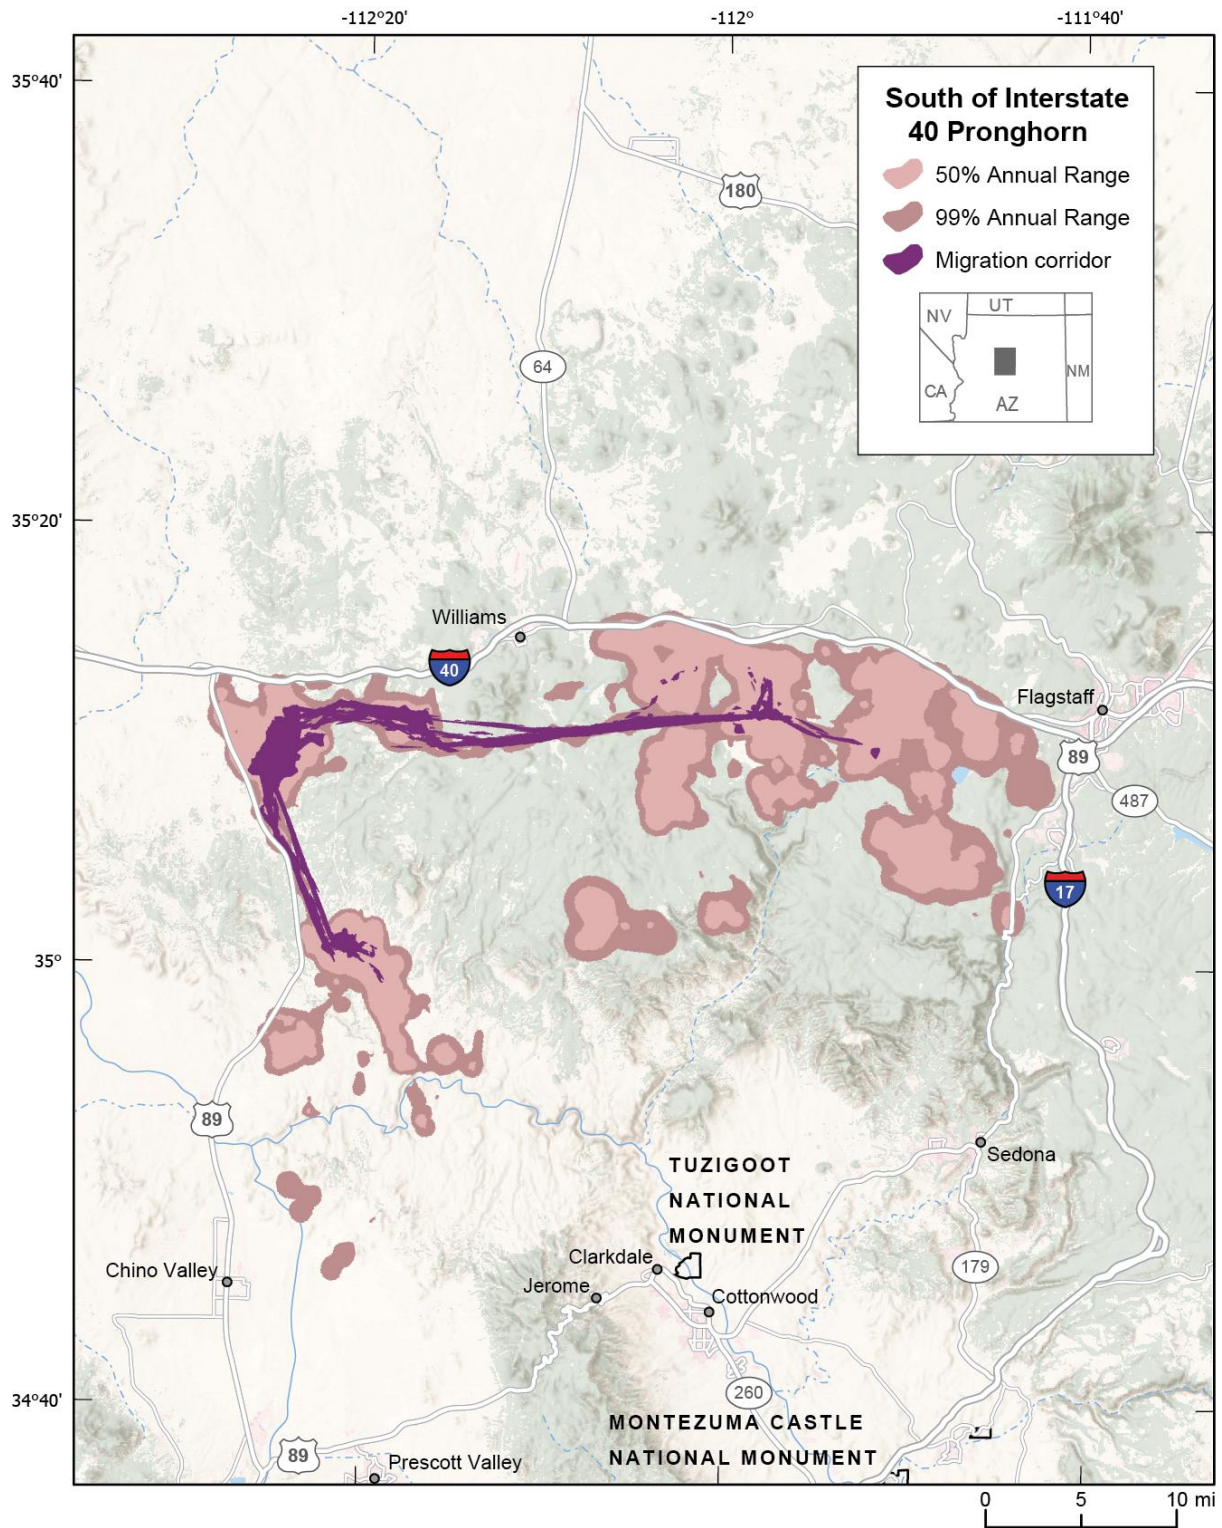 -112°20'
-112°
-111°40'
35°40'
South of Interstate
40 Pronghorn
50% Annual Range
99% Annual Range
Migration corridor
NV
UT
CA
AZ
NM
180
64
35°20'
Williams
40
Flagstaff
89
487
17
35°
89
Sedona
TUZIGOOT
NATIONAL
MONUMENT
Clarkdale
Chino Valley
Jerome
Cottonwood
179
34°40'
260
MONTEZUMA CASTLE
NATIONAL MONUMENT
89
Prescott Valley
0 5 10 mi